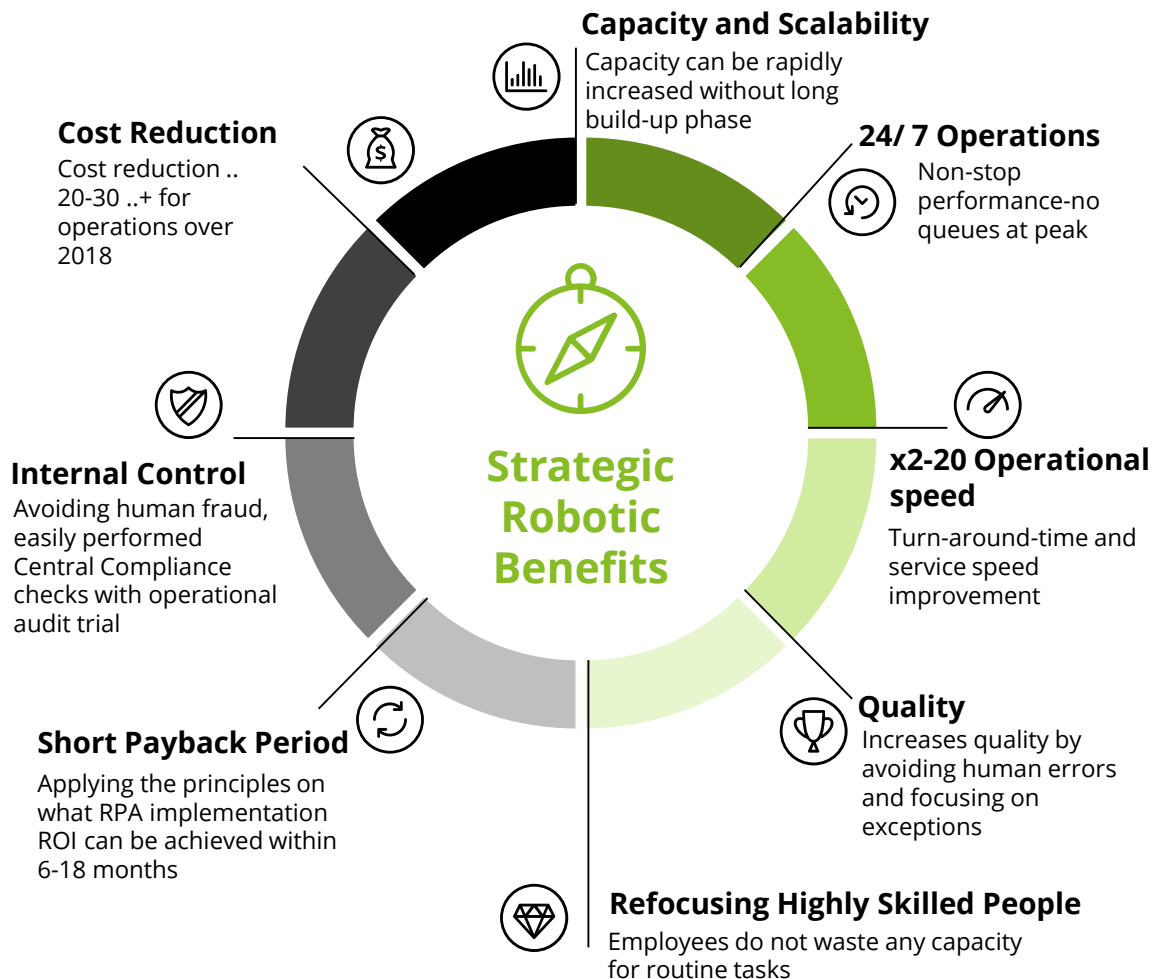 Capacity and Scalability
Capacity can be rapidly
increased without long
build-up phase
24/ 7 Operations
Non-stop
performance-no
queues at peak
x2-20 Operational
speed
Turn-around-time and
service speed
improvement
Quality
Increases quality by
avoiding human errors
and focusing on
exceptions
Refocusing Highly Skilled People
Employees do not waste any capacity
for routine tasks
Short Payback Period
Applying the principles on
what RPA implementation
ROI can be achieved within
6-18 months
Internal Control
Avoiding human fraud,
easily performed
Central Compliance
checks with operational
audit trial
Cost Reduction
Cost reduction ..
20-30 ..+ for
operations over
2018
$
Strategic
Robotic
Benefits